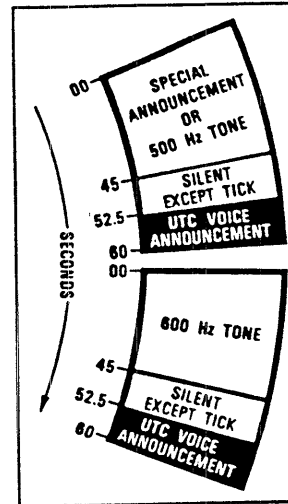 00
SPECIAL
ANNOUNCEMENT
OR
500 Hz TONE
45
SILENT
EXCEPT TICK
52.5
UTC VOICE
ANNOUNCEMENT
60
00
SECONDS
600 Hz TONE
45
SILENT
EXCEPT TICK
52.5
UTC VOICE
ANNOUNCEMENT
60